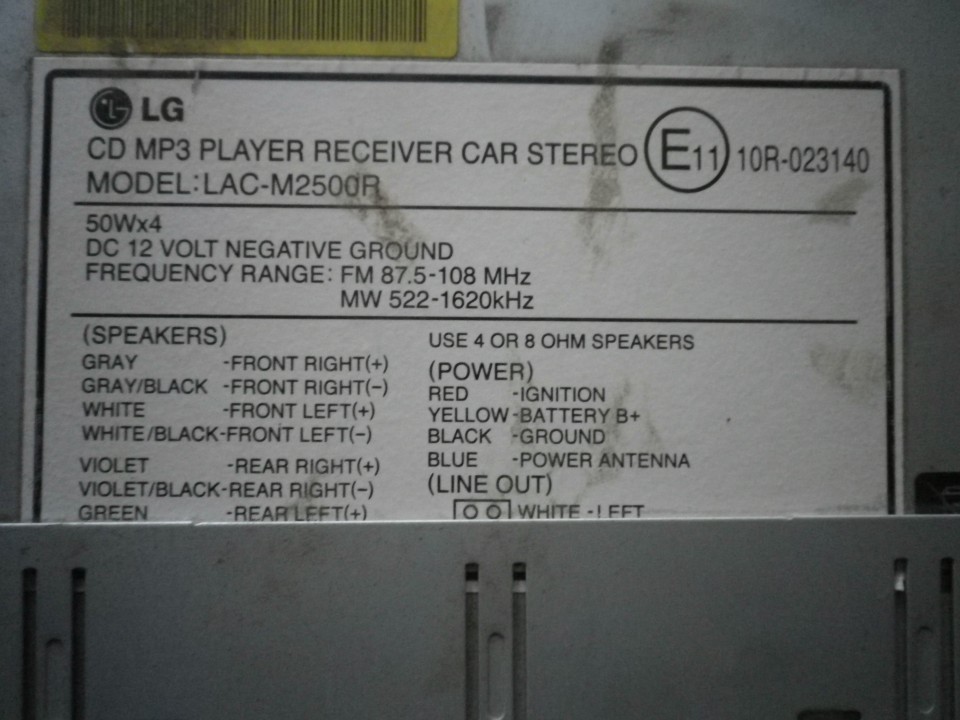 LG
CD MP3 PLAYER RECEIVER CAR STEREO E11 10R-023140
MODEL:LAC-M2500R
50Wx4
DC 12 VOLT NEGATIVE GROUND
FREQUENCY RANGE: FM 87.5-108 MHz
MW 522-1620kHz
(SPEAKERS)
GRAY -FRONT RIGHT(+)
GRAY/BLACK -FRONT RIGHT(-)
WHITE -FRONT LEFT(+)
WHITE/BLACK-FRONT LEFT(-)
VIOLET -REAR RIGHT(+)
VIOLET/BLACK-REAR RIGHT(-)
GREEN -REAR LEFT(+)
USE 4 OR 8 OHM SPEAKERS
(POWER)
RED -IGNITION
YELLOW-BATTERY B+
BLACK -GROUND
BLUE -POWER ANTENNA
(LINE OUT)
WHITE -LEFT